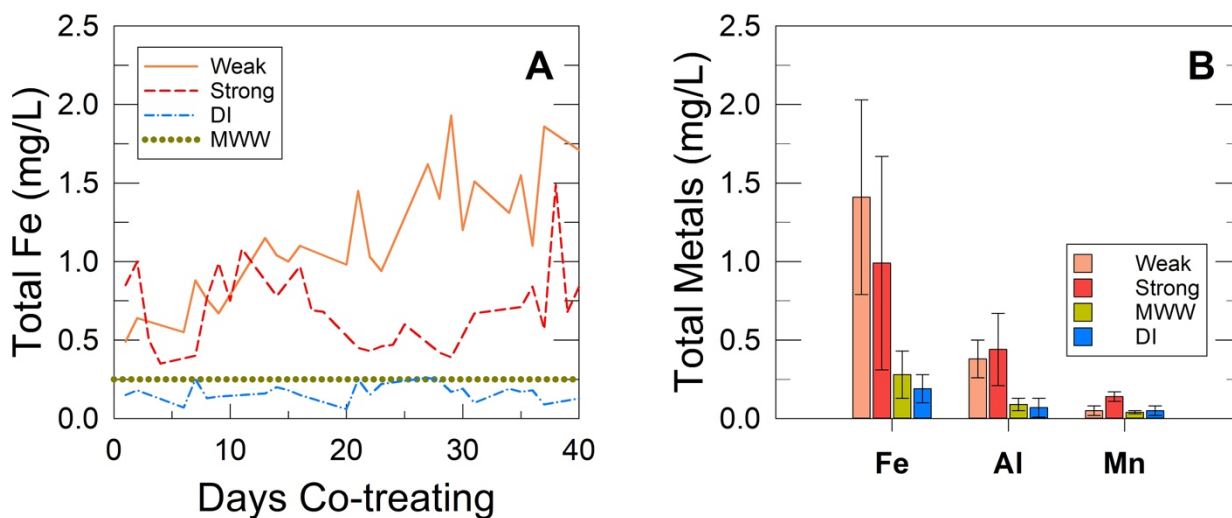 A
Total Fe (mg/L)
2.5
2.0
1.5
1.0
0.5
0.0
Weak
Strong
DI
MWW
0 10 20 30 40
Days Co-treating
B
Total Metals (mg/L)
2.5
2.0
1.5
1.0
0.5
0.0
Weak
Strong
MWW
DI
Fe Al Mn